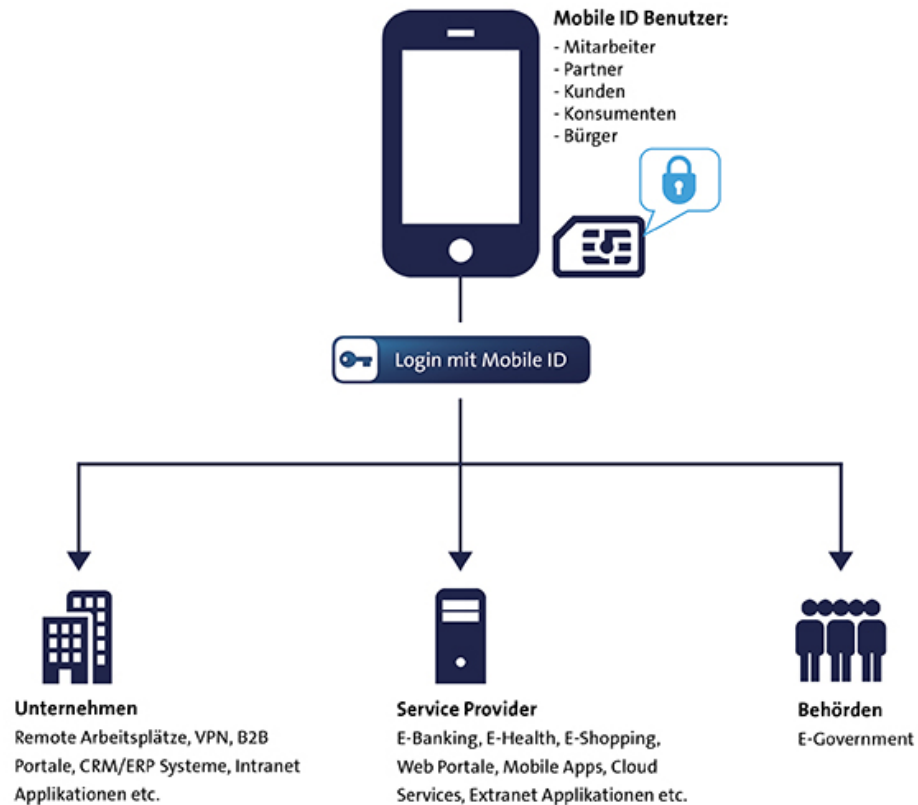 Mobile ID Benutzer:
- Mitarbeiter
- Partner
- Kunden
- Konsumenten
- Bürger
Login mit Mobile ID
Unternehmen
Remote Arbeitsplätze, VPN, B2B
Portale, CRM/ERP Systeme, Intranet
Applikationen etc.
Service Provider
E-Banking, E-Health, E-Shopping,
Web Portale, Mobile Apps, Cloud
Services, Extranet Applikationen etc.
Behörden
E-Government